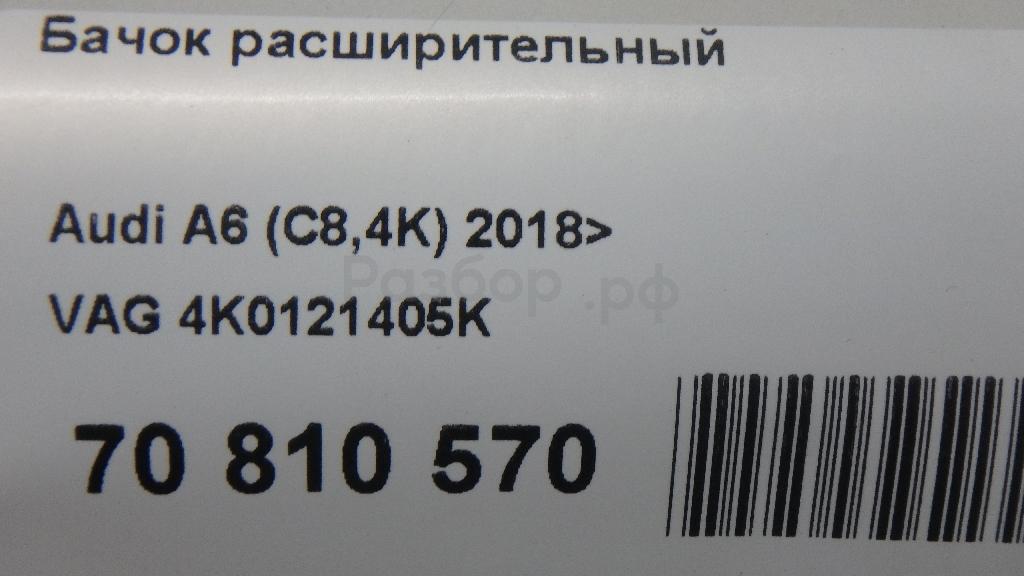 Бачок расширительный
Audi A6 (C8,4K) 2018>
Разбор.рф
VAG 4K0121405K
70 810 570